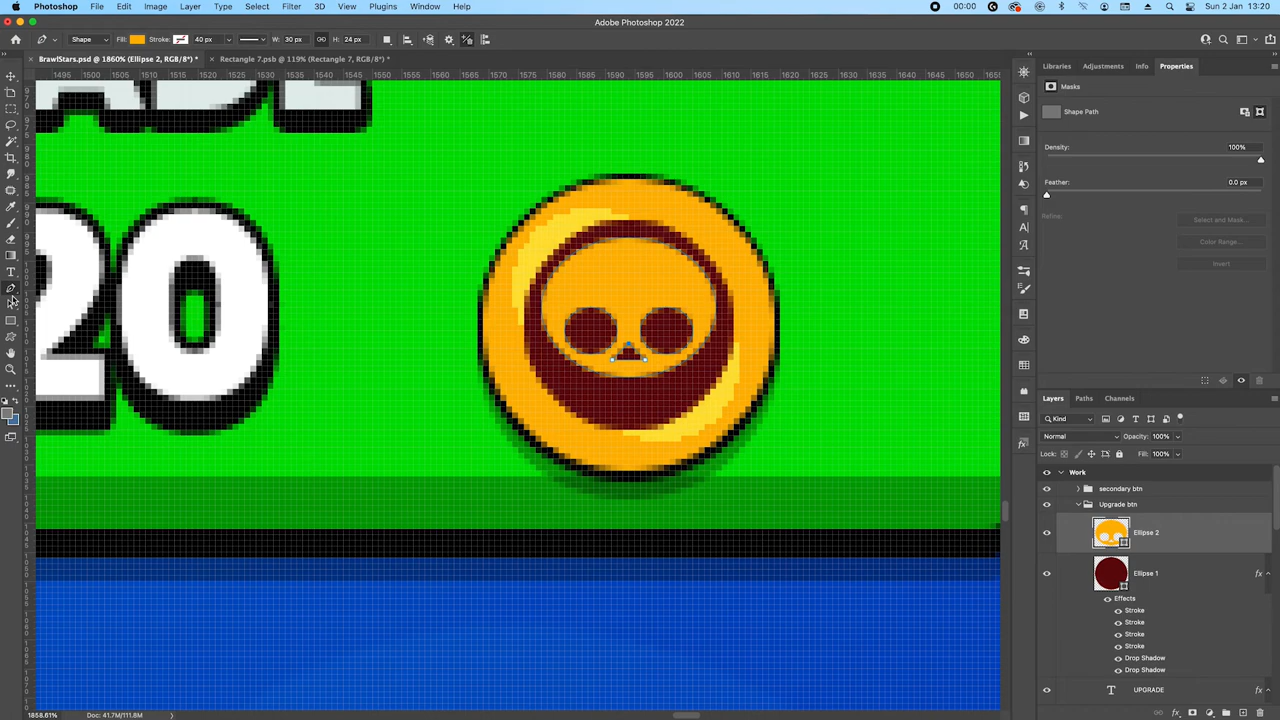 Photoshop File Edit Image Layer Type Select Filter 3D View Plugins Window Help 00:00 Sun 2 Jan 13:20
Adobe Photoshop 2022
Shape Fill: Stroke: 40 px W: 30 px H: 24 px
BrawlStars.psd @ 1860% (Ellipse 2, RGB/8*) * Rectangle 7.psb @ 119% (Rectangle 7, RGB/8*) *
1495 1500 1505 1510 1515 1520 1525 1530 1535 1540 1545 1550 1555 1560 1565 1570 1575 1580 1585 1590 1595 1600 1605 1610 1615 1620 1625 1630 1635 1640 1645 1650 165
20
Libraries Adjustments Info Properties
Masks
Shape Path
Density: 100%
Feather: 0.0 px
Refine:
Select and Mask...
Color Range...
Invert
Layers Paths Channels
Kind
Normal Opacity: 100%
Lock: Fill: 100%
Work
secondary btn
Upgrade btn
Ellipse 2
Ellipse 1 fx
Effects
Stroke
Stroke
Stroke
Stroke
Drop Shadow
Drop Shadow
T UPGRADE fx
1858.61% Doc: 41.7M/111.8M